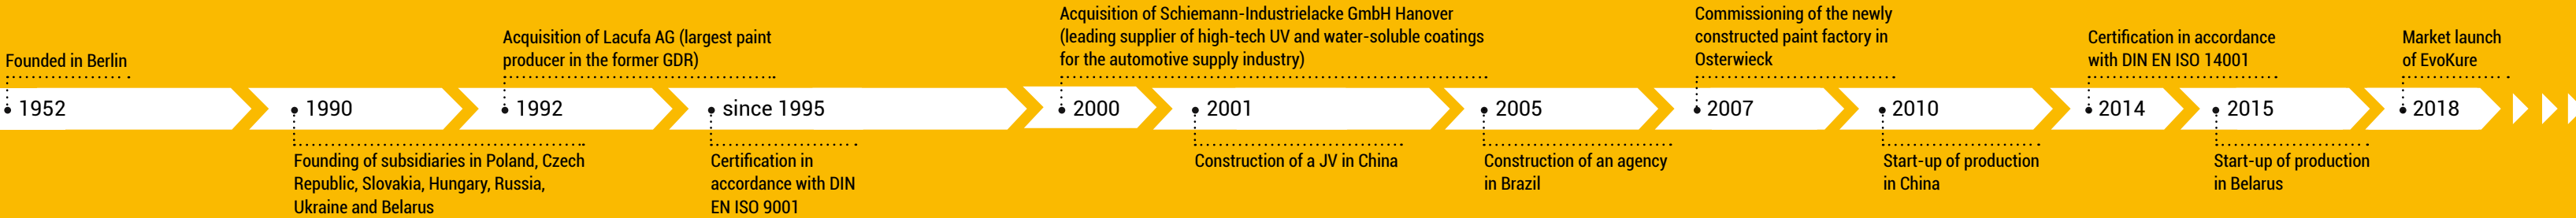 Founded in Berlin
1952
1990
Founding of subsidiaries in Poland, Czech
Republic, Slovakia, Hungary, Russia,
Ukraine and Belarus
Acquisition of Lacufa AG (largest paint
producer in the former GDR)
1992
since 1995
Certification in
accordance with DIN
EN ISO 9001
Acquisition of Schiemann-Industrielacke GmbH Hanover
(leading supplier of high-tech UV and water-soluble coatings
for the automotive supply industry)
2000
2001
Construction of a JV in China
2005
Construction of an agency
in Brazil
Commissioning of the newly
constructed paint factory in
Osterwieck
2007
2010
Start-up of production
in China
Certification in accordance
with DIN EN ISO 14001
2014
2015
Start-up of production
in Belarus
Market launch
of EvoKure
2018